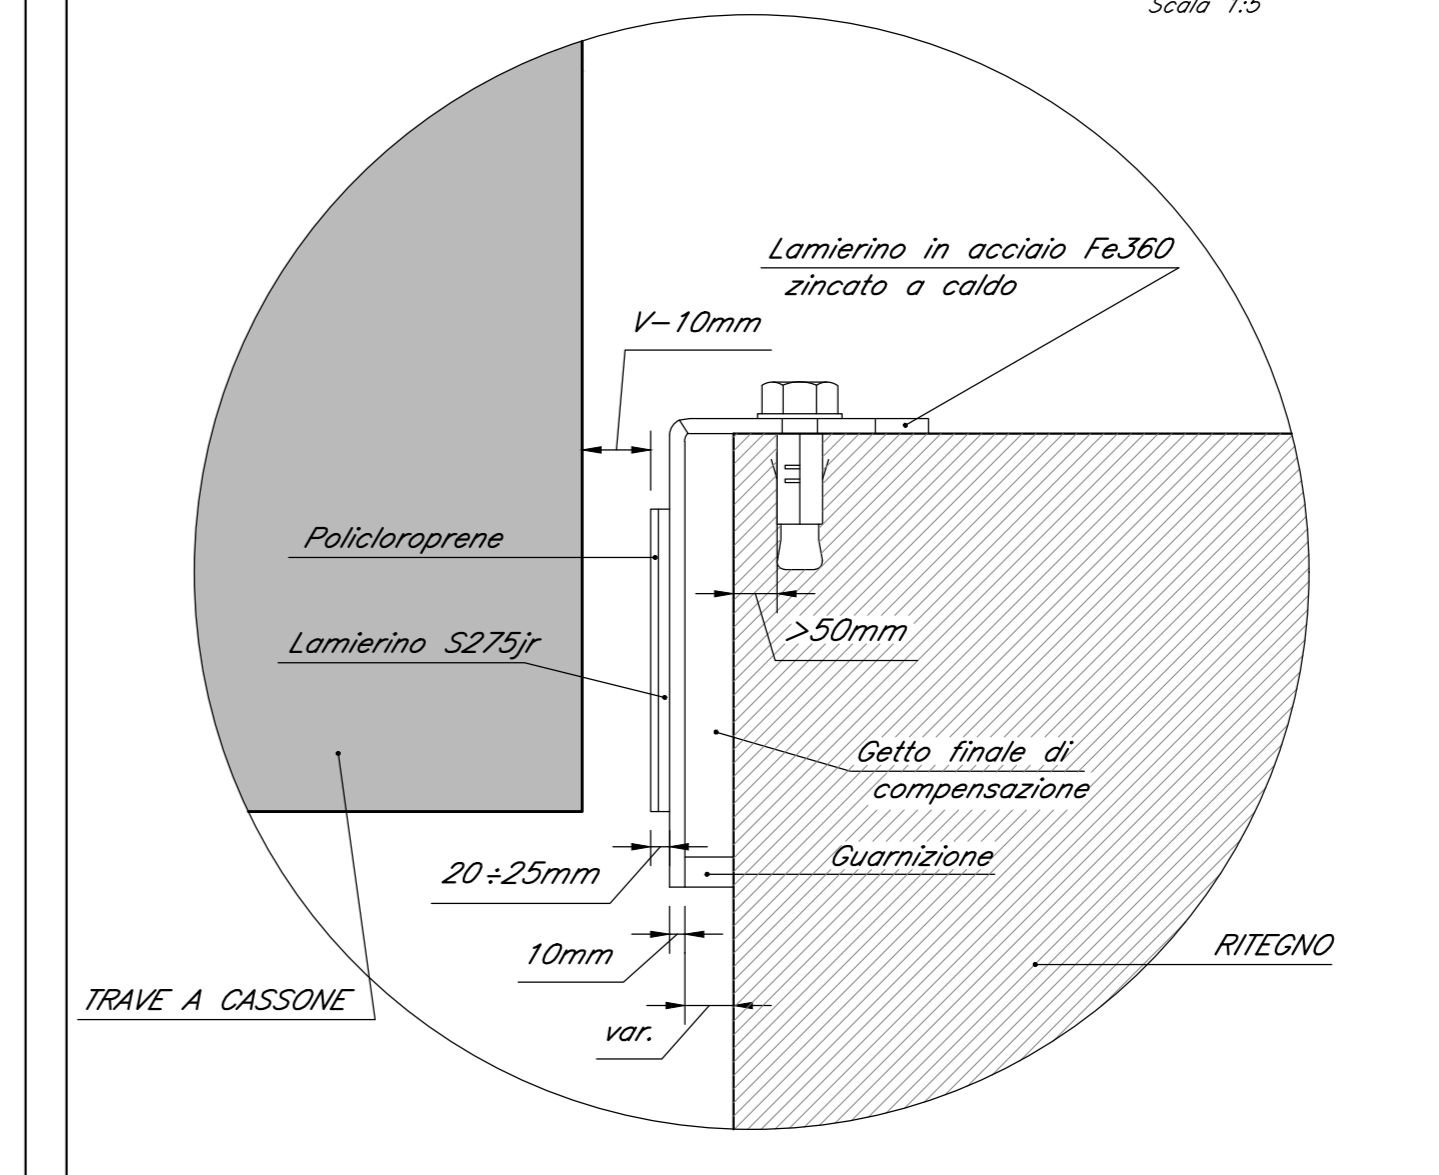 Scala 1:5
Lamierino in acciaio Fe360
zincato a caldo
V-10mm
Policloroprene
>50mm
Lamierino S275jr
Getto finale di
compensazione
Guarnizione
20÷25mm
RITEGNO
10mm
TRAVE A CASSONE
var.